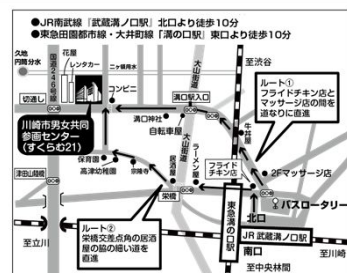 ●JR南武線『武蔵溝ノ口駅』北口より徒歩10分
●東急田園都市線・大井町線「溝の口駅」東口より徒歩10分
久地
円筒分水
国道246号線
花屋
レンタカー
二ヶ領用水
コンビニ
大山街道
溝口駅入口
至渋谷
切通し
溝口神社
自転車屋
川崎市男女共同
参画センター
(すくらむ21)
ルート①
フライドチキン店と
マッサージ店の間を
道なりに直進
牛丼屋
保育園
高津幼稚園
宗隆寺
居酒屋
大山街道
ラーメン屋
フライド
チキン店
2Fマッサージ店
津田山陸橋
栄橋
バスロータリー
北口
東急溝の口駅
JR 武蔵溝ノ口駅
南口
ルート②
栄橋交差点角の居酒
屋の脇の細い道を
直進
至立川
至川崎
至中央林間